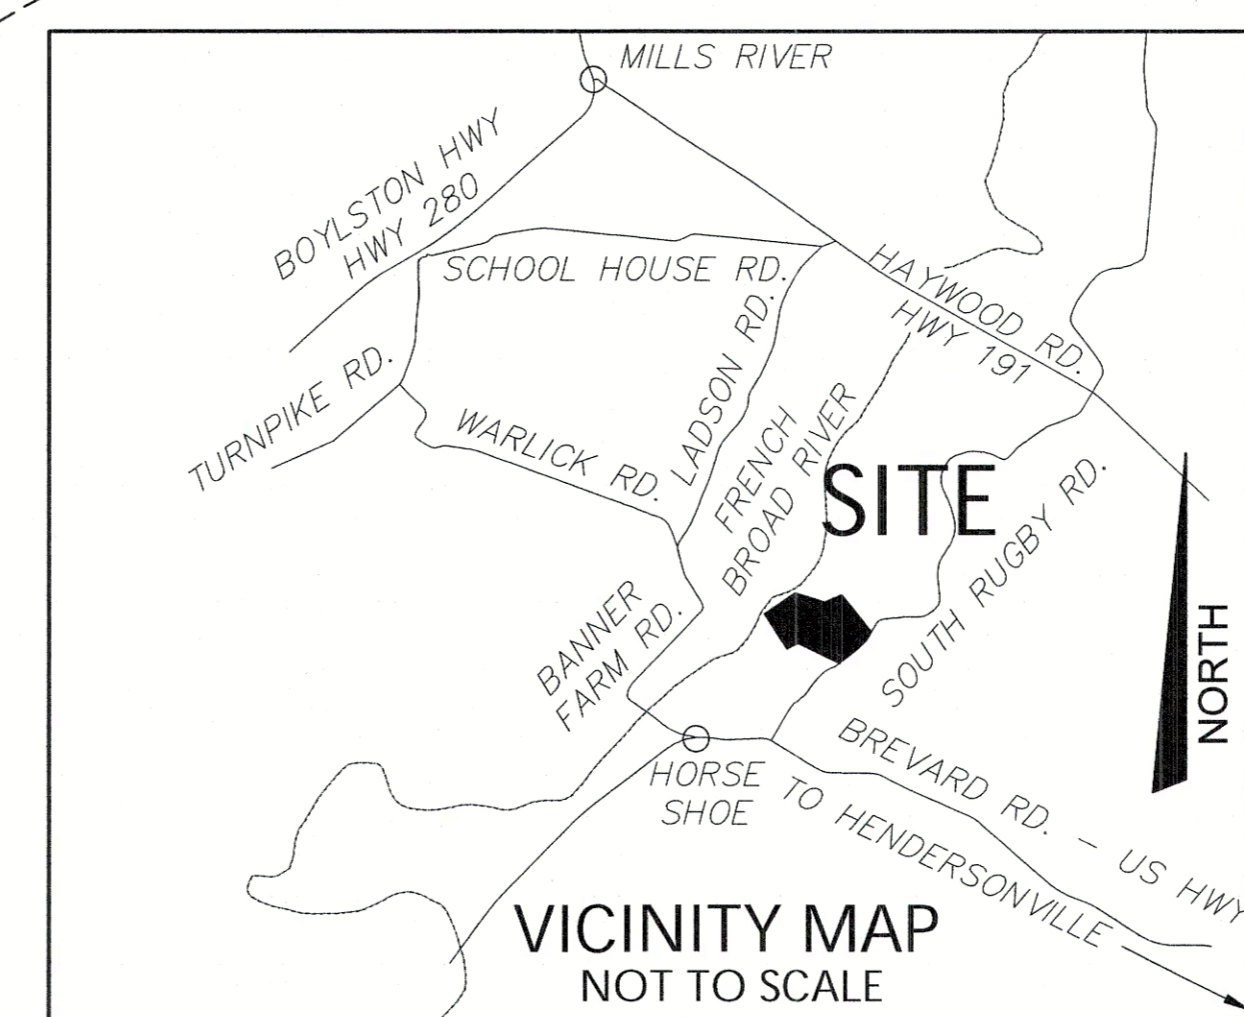 MILLS RIVER
BOYLSTON HWY
HWY 280
SCHOOL HOUSE RD.
HAYWOOD RD.
HWY 191
TURNPIKE RD.
WARLICK RD.
LADSON RD.
FRENCH
BROAD RIVER
SITE
SOUTH RUGBY RD.
BANNER
FARM RD.
NORTH
HORSE
SHOE
BREVARD RD. - US HWY
TO HENDERSONVILLE
VICINITY MAP
NOT TO SCALE